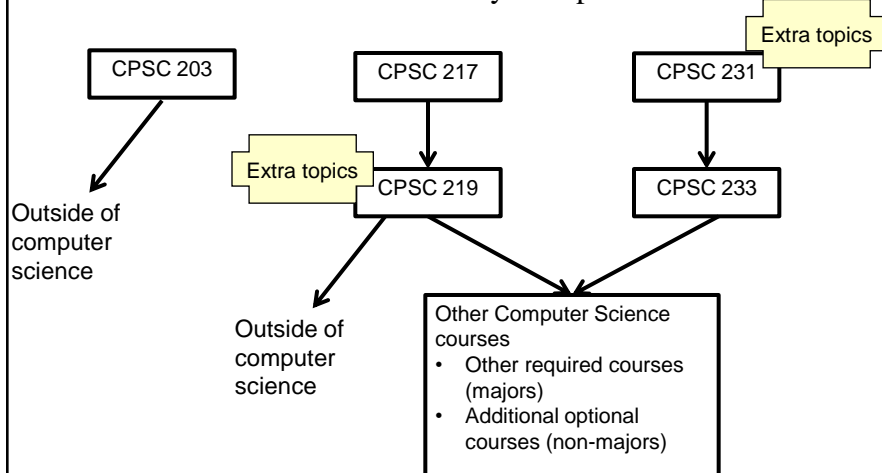 Extra topics
CPSC 203
CPSC 217
CPSC 231
Extra topics
CPSC 219
CPSC 233
Outside of
computer
science
Outside of
computer
science
Other Computer Science
courses
• Other required courses
(majors)
• Additional optional
courses (non-majors)